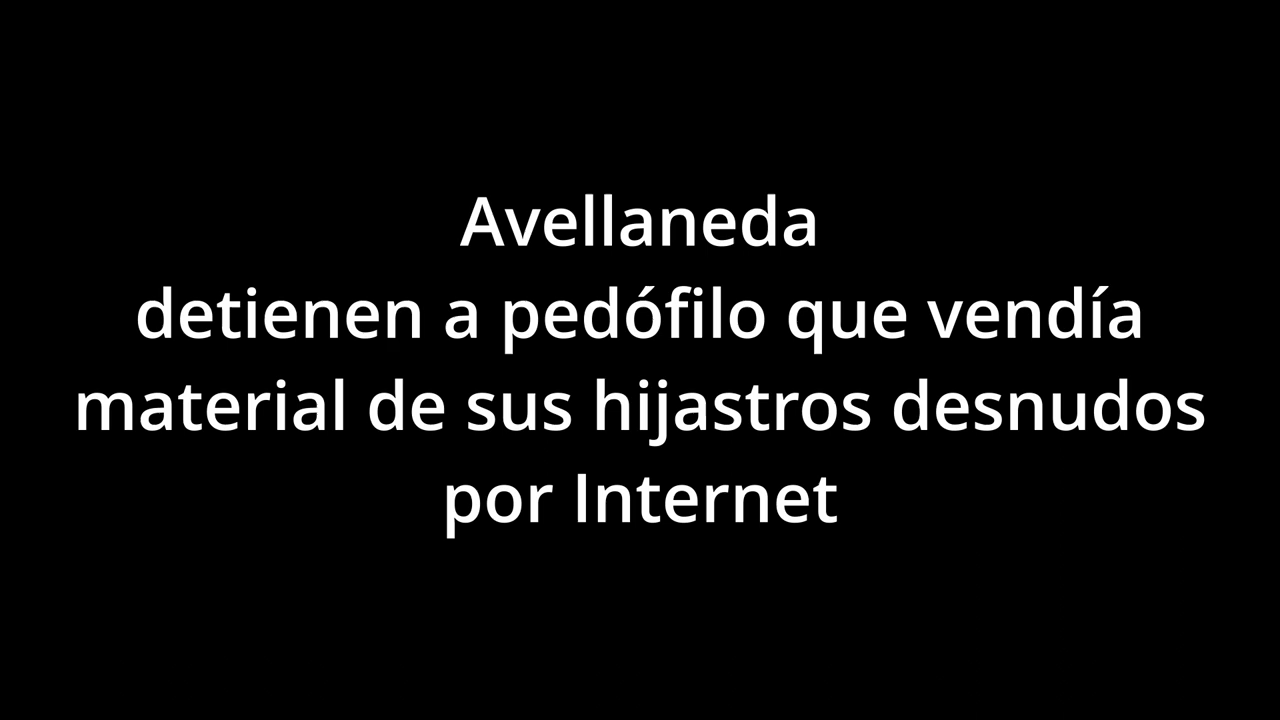 Avellaneda
detienen a pedófilo que vendía
material de sus hijastros desnudos
por Internet